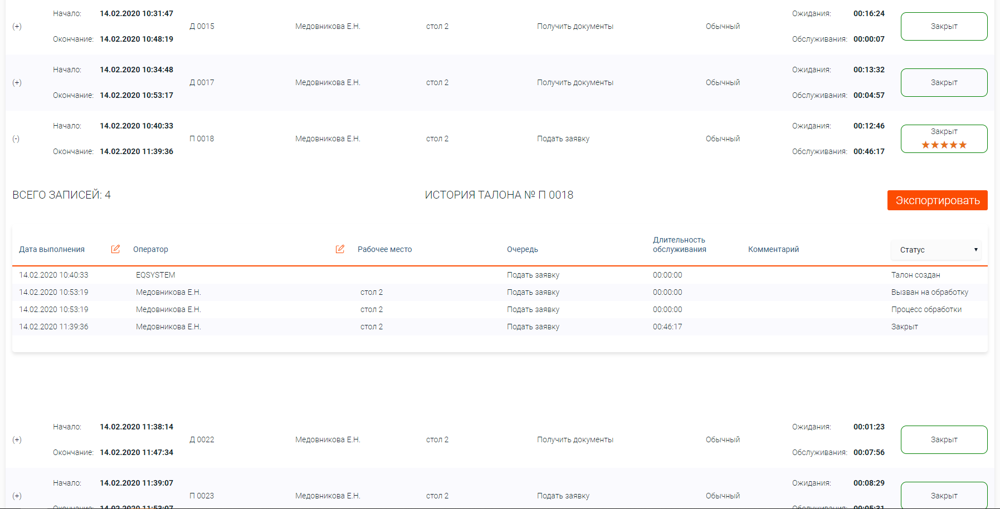 Начало: 14.02.2020 10:31:47 Ожидания: 00:16:24
(+) Д 0015 Медовникова Е.Н. стол 2 Получить документы Обычный Закрыт
Окончание: 14.02.2020 10:48:19 Обслуживания: 00:00:07
Начало: 14.02.2020 10:34:48 Ожидания: 00:13:32
(+) Д 0017 Медовникова Е.Н. стол 2 Получить документы Обычный Закрыт
Окончание: 14.02.2020 10:53:17 Обслуживания: 00:04:57
Начало: 14.02.2020 10:40:33 Ожидания: 00:12:46
(-) П 0018 Медовникова Е.Н. стол 2 Подать заявку Обычный Закрыт
Окончание: 14.02.2020 11:39:36 Обслуживания: 00:46:17
ВСЕГО ЗАПИСЕЙ: 4 ИСТОРИЯ ТАЛОНА № П 0018 Экспортировать
Дата выполнения Оператор Рабочее место Очередь Длительность обслуживания Комментарий Статус
14.02.2020 10:40:33 EQSYSTEM Подать заявку 00:00:00 Талон создан
14.02.2020 10:53:19 Медовникова Е.Н. стол 2 Подать заявку 00:00:00 Вызван на обработку
14.02.2020 10:53:19 Медовникова Е.Н. стол 2 Подать заявку 00:00:00 Процесс обработки
14.02.2020 11:39:36 Медовникова Е.Н. стол 2 Подать заявку 00:46:17 Закрыт
Начало: 14.02.2020 11:38:14 Ожидания: 00:01:23
(+) Д 0022 Медовникова Е.Н. стол 2 Получить документы Обычный Закрыт
Окончание: 14.02.2020 11:47:34 Обслуживания: 00:07:56
Начало: 14.02.2020 11:39:07 Ожидания: 00:08:29
(+) П 0023 Медовникова Е.Н. стол 2 Подать заявку Обычный Закрыт
Окончание: 14.02.2020 11:53:07 Обслуживания: 00:05:31